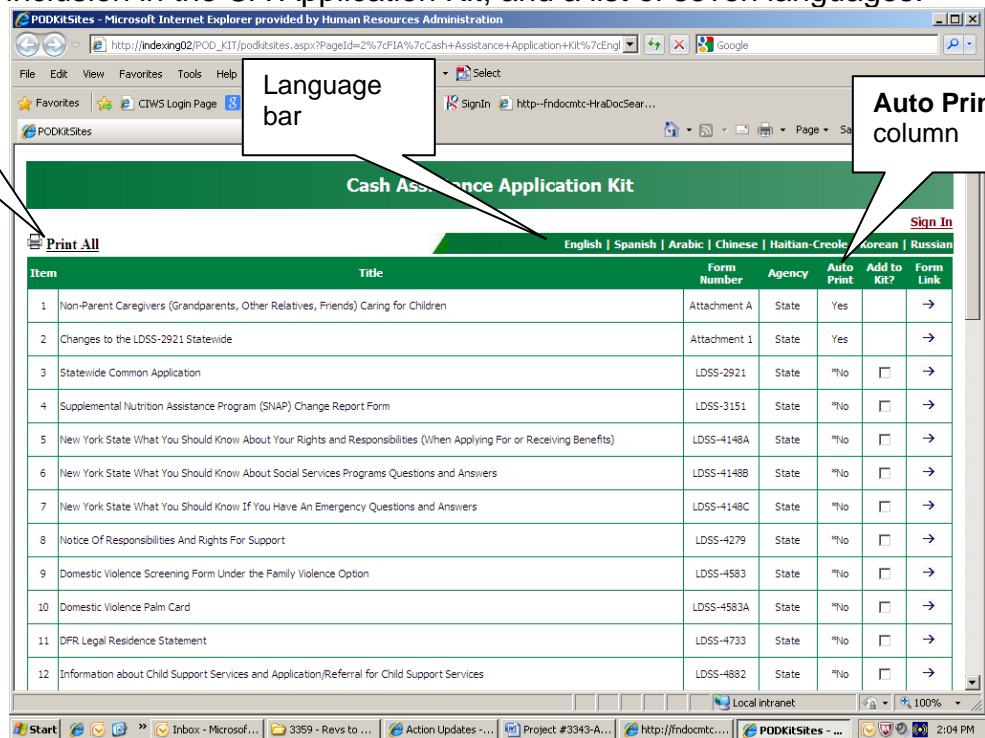 inclusion in the CA Application Kit, and a list of seven languages.
PODKitSites - Microsoft Internet Explorer provided by Human Resources Administration
http://indexing02/POD_KIT/podkitsites.aspx?PageId=2%7cFIA%7cCash+Assistance+Application+Kit%7cEngl
Google
File Edit View Favorites Tools Help
Select
Language
bar
Favorites CIWS Login Page
SignIn http--fndocmtc-HraDocSear...
Auto Prin
column
PODKitSites
Page Sa
Cash Assistance Application Kit
Sign In
Print All
English | Spanish | Arabic | Chinese | Haitian-Creole | Korean | Russian
Item Title Form Number Agency Auto Print Add to Kit? Form Link
1 Non-Parent Caregivers (Grandparents, Other Relatives, Friends) Caring for Children Attachment A State Yes →
2 Changes to the LDSS-2921 Statewide Attachment 1 State Yes →
3 Statewide Common Application LDSS-2921 State *No →
4 Supplemental Nutrition Assistance Program (SNAP) Change Report Form LDSS-3151 State *No →
5 New York State What You Should Know About Your Rights and Responsibilities (When Applying For or Receiving Benefits) LDSS-4148A State *No →
6 New York State What You Should Know About Social Services Programs Questions and Answers LDSS-4148B State *No →
7 New York State What You Should Know If You Have An Emergency Questions and Answers LDSS-4148C State *No →
8 Notice Of Responsibilities And Rights For Support LDSS-4279 State *No →
9 Domestic Violence Screening Form Under the Family Violence Option LDSS-4583 State *No →
10 Domestic Violence Palm Card LDSS-4583A State *No →
11 DFR Legal Residence Statement LDSS-4733 State *No →
12 Information about Child Support Services and Application/Referral for Child Support Services LDSS-4882 State *No →
Local intranet 100%
Start » Inbox - Microsof... 3359 - Revs to ... Action Updates -... Project #3343-A... http://fndocmtc.... PODKitSites - ... 2:04 PM